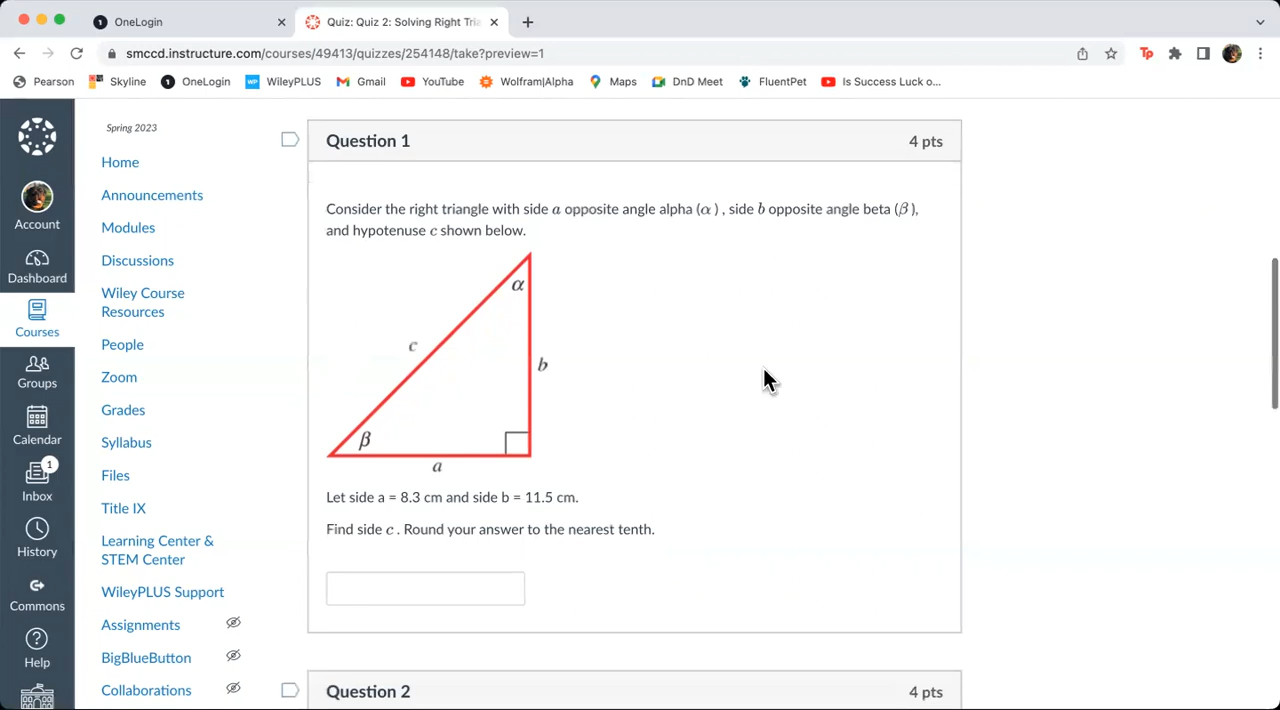 OneLogin
Quiz: Quiz 2: Solving Right Tria
smccd.instructure.com/courses/49413/quizzes/254148/take?preview=1
Pearson Skyline OneLogin WileyPLUS Gmail YouTube Wolfram|Alpha Maps DnD Meet FluentPet Is Success Luck o...
Account
Dashboard
Courses
Groups
Calendar
1
Inbox
History
Commons
Help
Spring 2023
Home
Announcements
Modules
Discussions
Wiley Course
Resources
People
Zoom
Grades
Syllabus
Files
Title IX
Learning Center &
STEM Center
WileyPLUS Support
Assignments
BigBlueButton
Collaborations
Question 1 4 pts
Consider the right triangle with side a opposite angle alpha (α) , side b opposite angle beta (β),
and hypotenuse c shown below.
α
c
b
β
a
Let side a = 8.3 cm and side b = 11.5 cm.
Find side c . Round your answer to the nearest tenth.
Question 2 4 pts